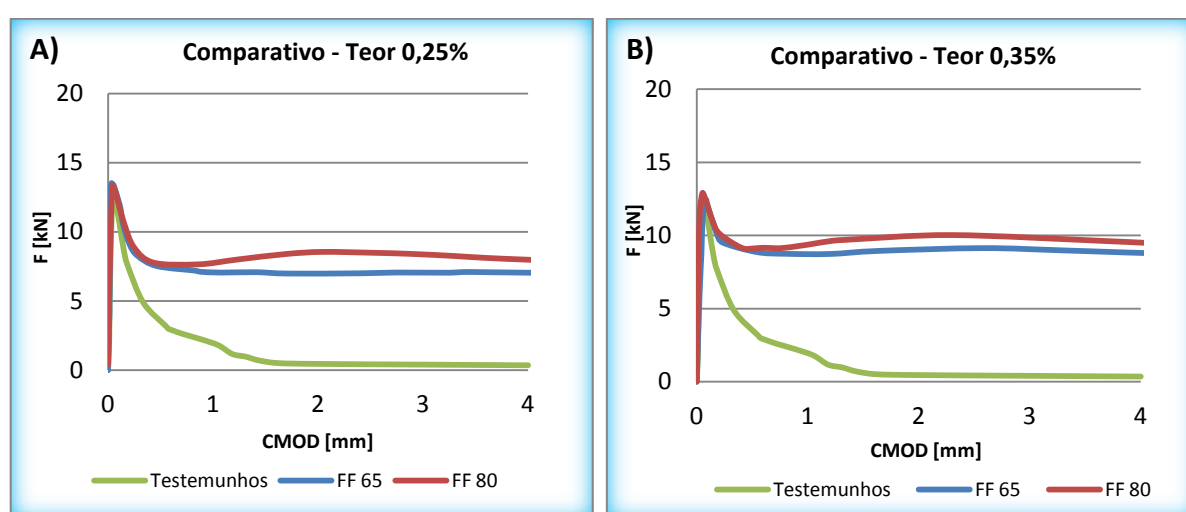 A)
Comparativo - Teor 0,25%
F [kN]
20
15
10
5
0
0 1 2 3 4
CMOD [mm]
Testemunhos FF 65 FF 80
B)
Comparativo - Teor 0,35%
F [kN]
20
15
10
5
0
0 1 2 3 4
CMOD [mm]
Testemunhos FF 65 FF 80